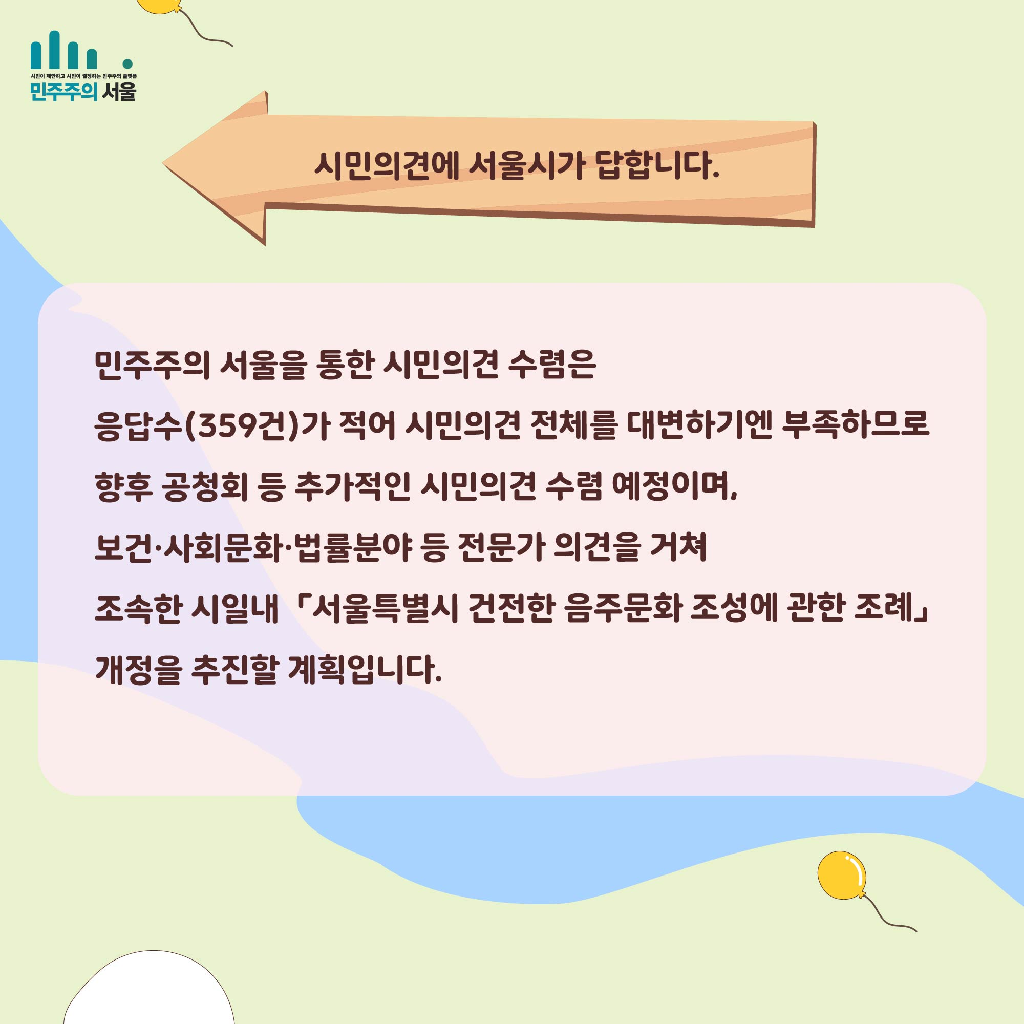 시민이 제안하고 시민이 결정하는 민주주의 플랫폼
민주주의 서울
시민의견에 서울시가 답합니다.
민주주의 서울을 통한 시민의견 수렴은
응답수(359건)가 적어 시민의견 전체를 대변하기엔 부족하므로
향후 공청회 등 추가적인 시민의견 수렴 예정이며,
보건·사회문화·법률분야 등 전문가 의견을 거쳐
조속한 시일내 「서울특별시 건전한 음주문화 조성에 관한 조례」
개정을 추진할 계획입니다.